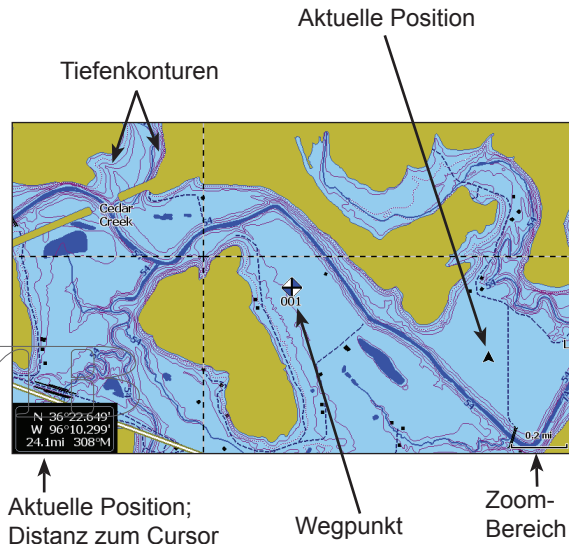 Aktuelle Position
Tiefenkonturen
Cedar
Creek
001
N 36°22.649'
W 96°10.299'
24.1mi 308°M
0,2 mi
Aktuelle Position;
Distanz zum Cursor
Wegpunkt
Zoom-
Bereich